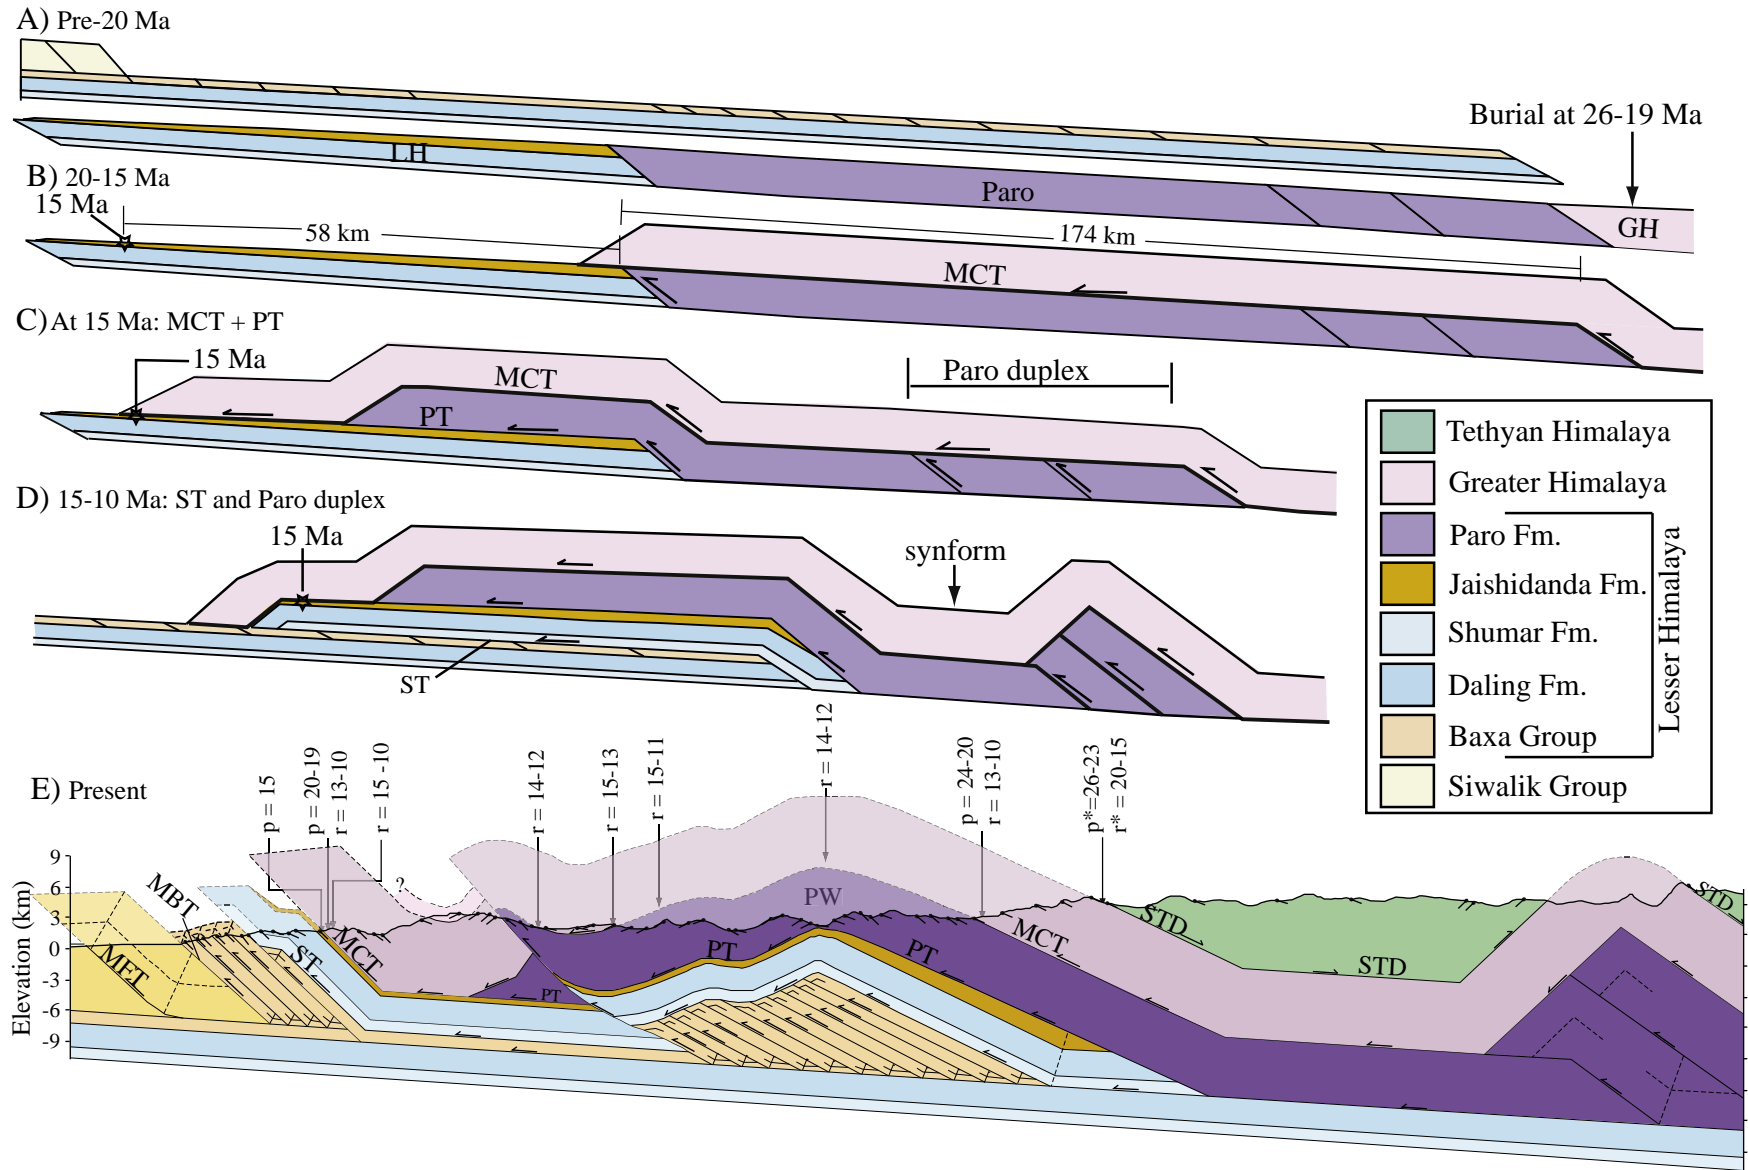 A) Pre-20 Ma
Burial at 26-19 Ma
LH
Paro
GH
B) 20-15 Ma
15 Ma
58 km
174 km
MCT
C) At 15 Ma: MCT + PT
15 Ma
MCT
PT
Paro duplex
D) 15-10 Ma: ST and Paro duplex
15 Ma
synform
ST
Tethyan Himalaya
Greater Himalaya
Paro Fm.
Jaishidanda Fm.
Shumar Fm.
Daling Fm.
Baxa Group
Siwalik Group
Lesser Himalaya
E) Present
p = 15
p = 20-19
r = 13-10
r = 15 -10
r = 14-12
r = 15-13
r = 15-11
r = 14-12
p = 24-20
r = 13-10
p*=26-23
r* = 20-15
Elevation (km)
9
6
3
0
-3
-6
-9
MFT
MBT
ST
MCT
?
PT
PT
PW
PT
MCT
STD
STD
STD